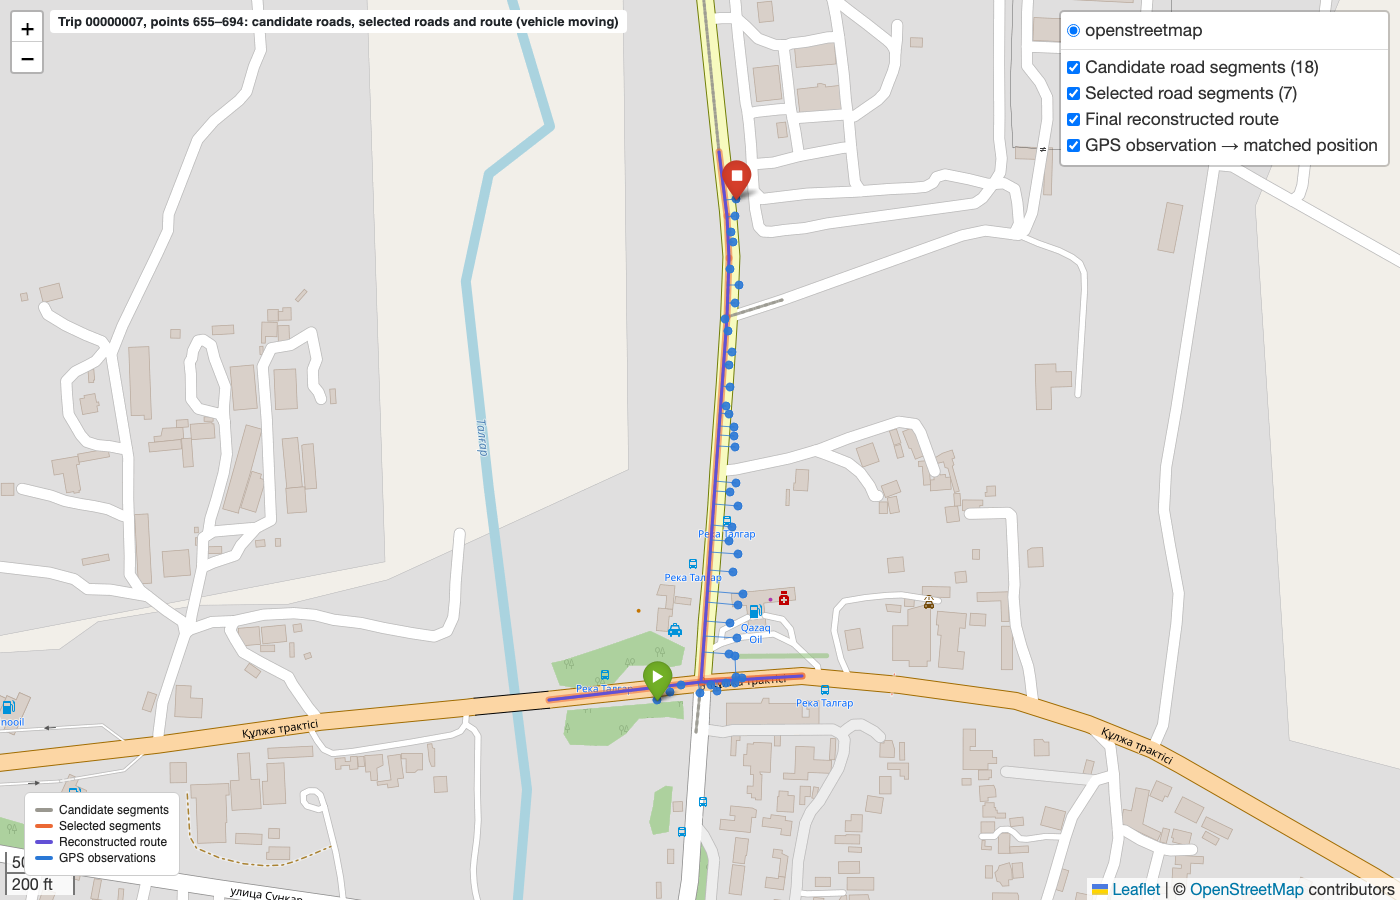 +
−
Trip 00000007, points 655–694: candidate roads, selected roads and route (vehicle moving)
openstreetmap
Candidate road segments (18)
Selected road segments (7)
Final reconstructed route
GPS observation → matched position
Талғар
Река Талгар
Река Талгар
Qazaq
Oil
Река Талгар
Река Талгар
трактісі
Құлжа трактісі
Құлжа трактісі
nooil
Candidate segments
Selected segments
Reconstructed route
GPS observations
200 ft
улица Сункар
Leaflet | © OpenStreetMap contributors